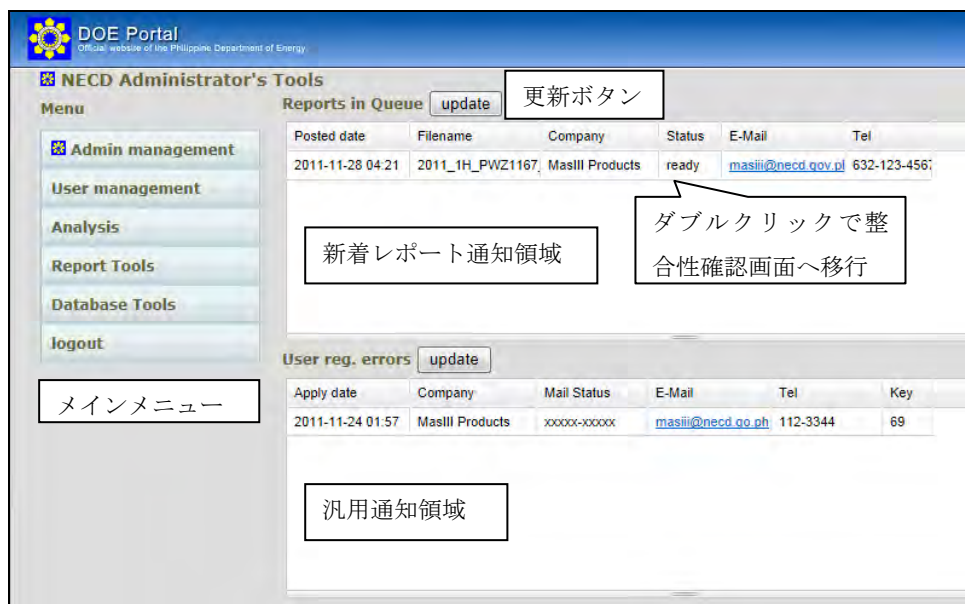 DOE Portal
Official website of the Philippine Department of Energy
NECD Administrator's Tools
Menu
Admin management
User management
Analysis
Report Tools
Database Tools
logout
メインメニュー
Reports in Queue update
更新ボタン
Posted date Filename Company Status E-Mail Tel
2011-11-28 04:21 2011_1H_PWZ1167_ MasIII Products ready masiii@necd.gov.pl 632-123-4567
新着レポート通知領域
ダブルクリックで整
合性確認画面へ移行
User reg. errors update
Apply date Company Mail Status E-Mail Tel Key
2011-11-24 01:57 MasIII Products xxxxx-xxxxx masiii@necd.go.ph 112-3344 69
汎用通知領域